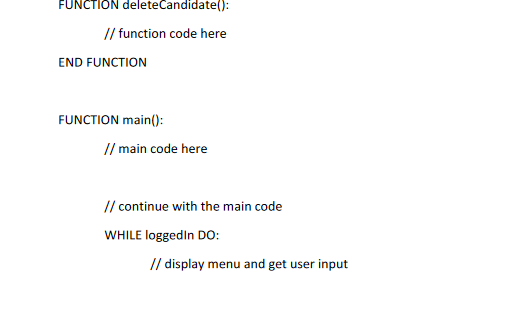 FUNCTION deleteCandidate():
// function code here
END FUNCTION
FUNCTION main():
// main code here
// continue with the main code
WHILE loggedIn DO:
// display menu and get user input